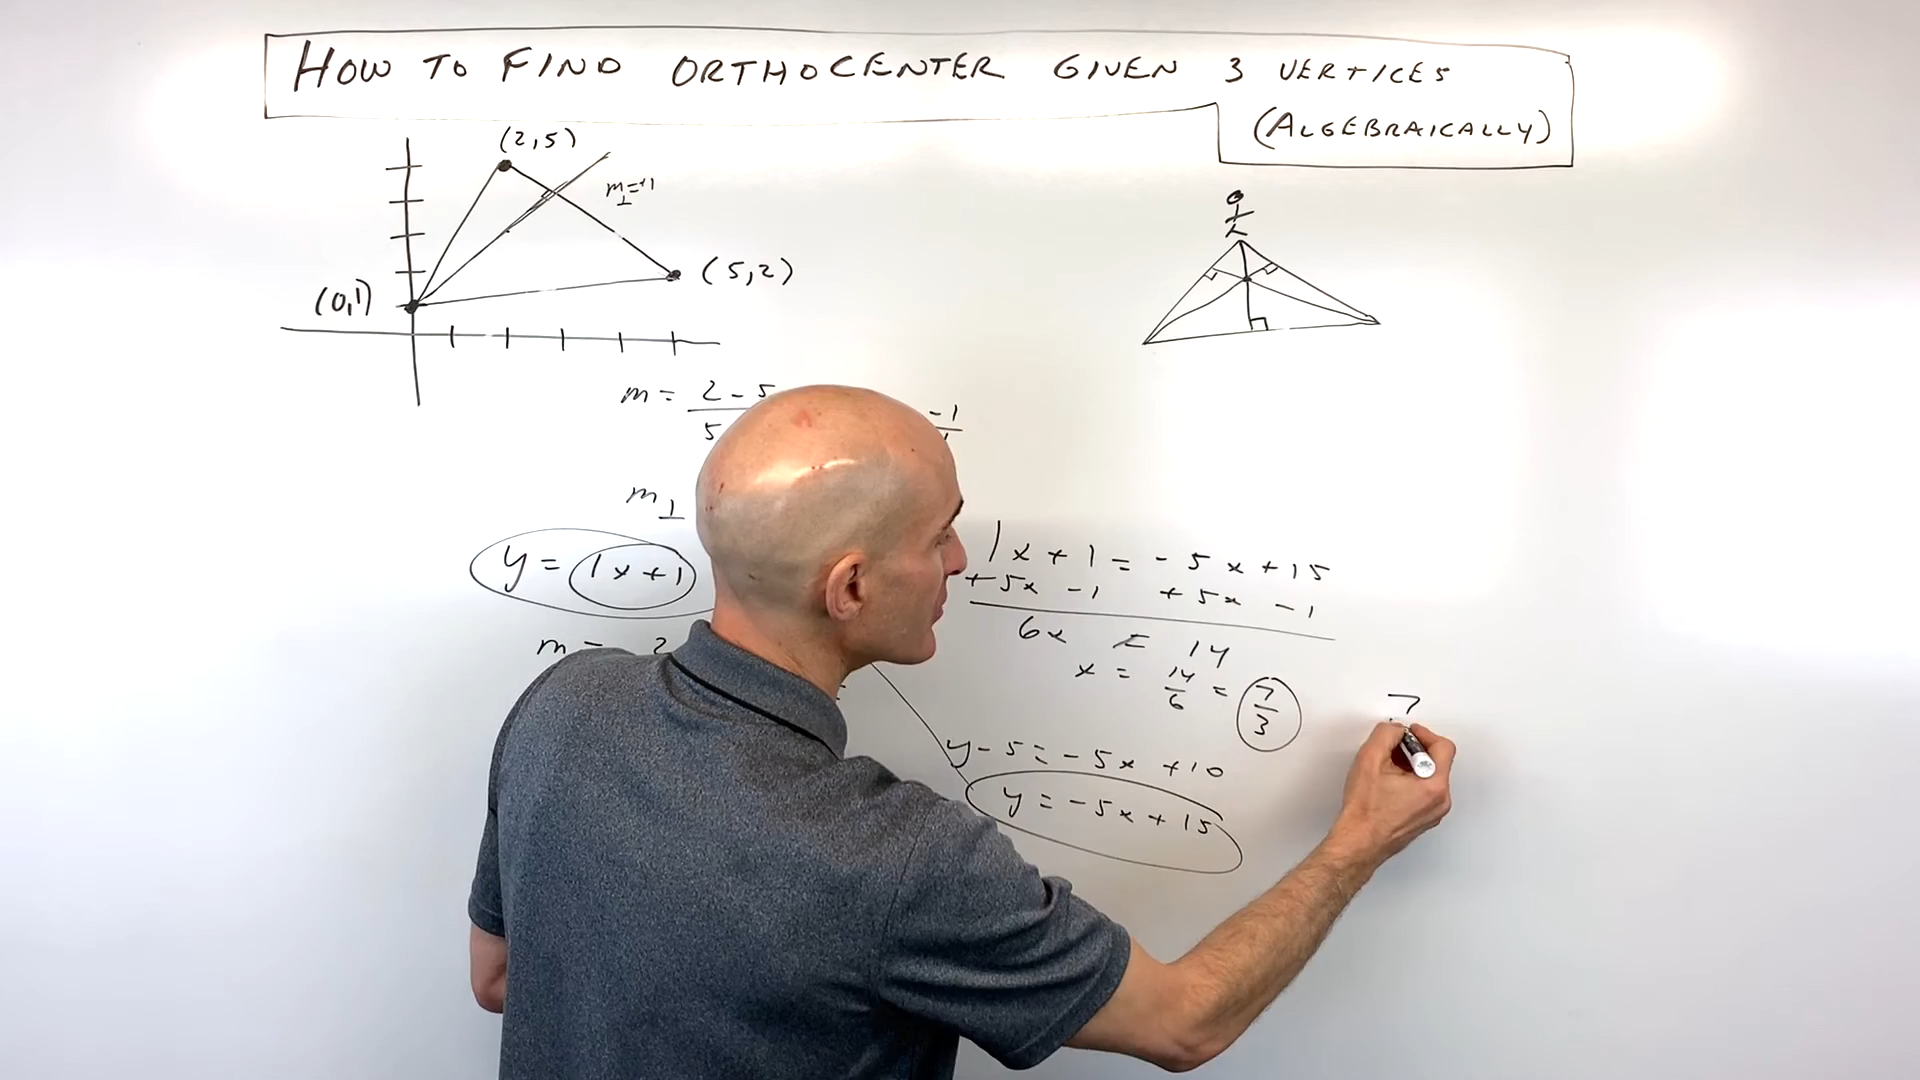 HOW TO FIND ORTHOCENTER GIVEN 3 VERTICES
(ALGEBRAICALLY)
(2,5)
m⊥=+1
(5,2)
(0,1)
m = 2-5
5
-1
m⊥
y = 1x+1
m = 2
1x + 1 = -5x + 15
+5x -1 +5x -1
6x = 14
x = 14/6 = 7/3
7
y - 5 = -5x + 10
y = -5x + 15